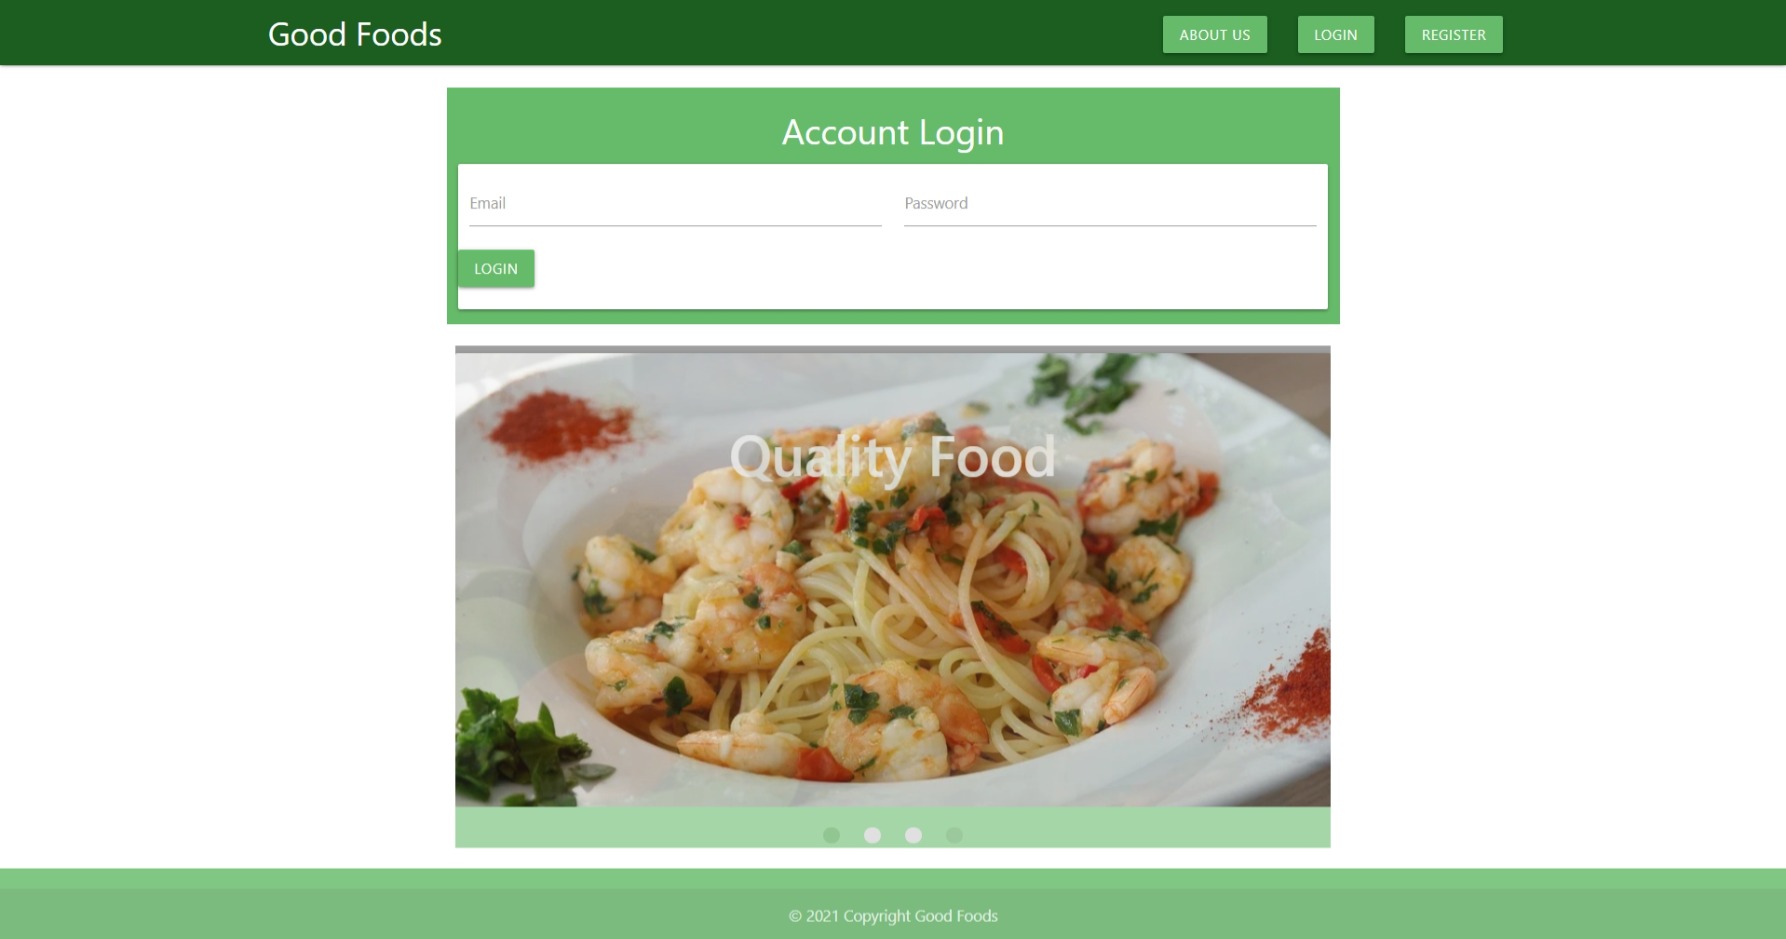 Good Foods
ABOUT US
LOGIN
REGISTER
Account Login
Email
Password
LOGIN
Quality Food
© 2021 Copyright Good Foods